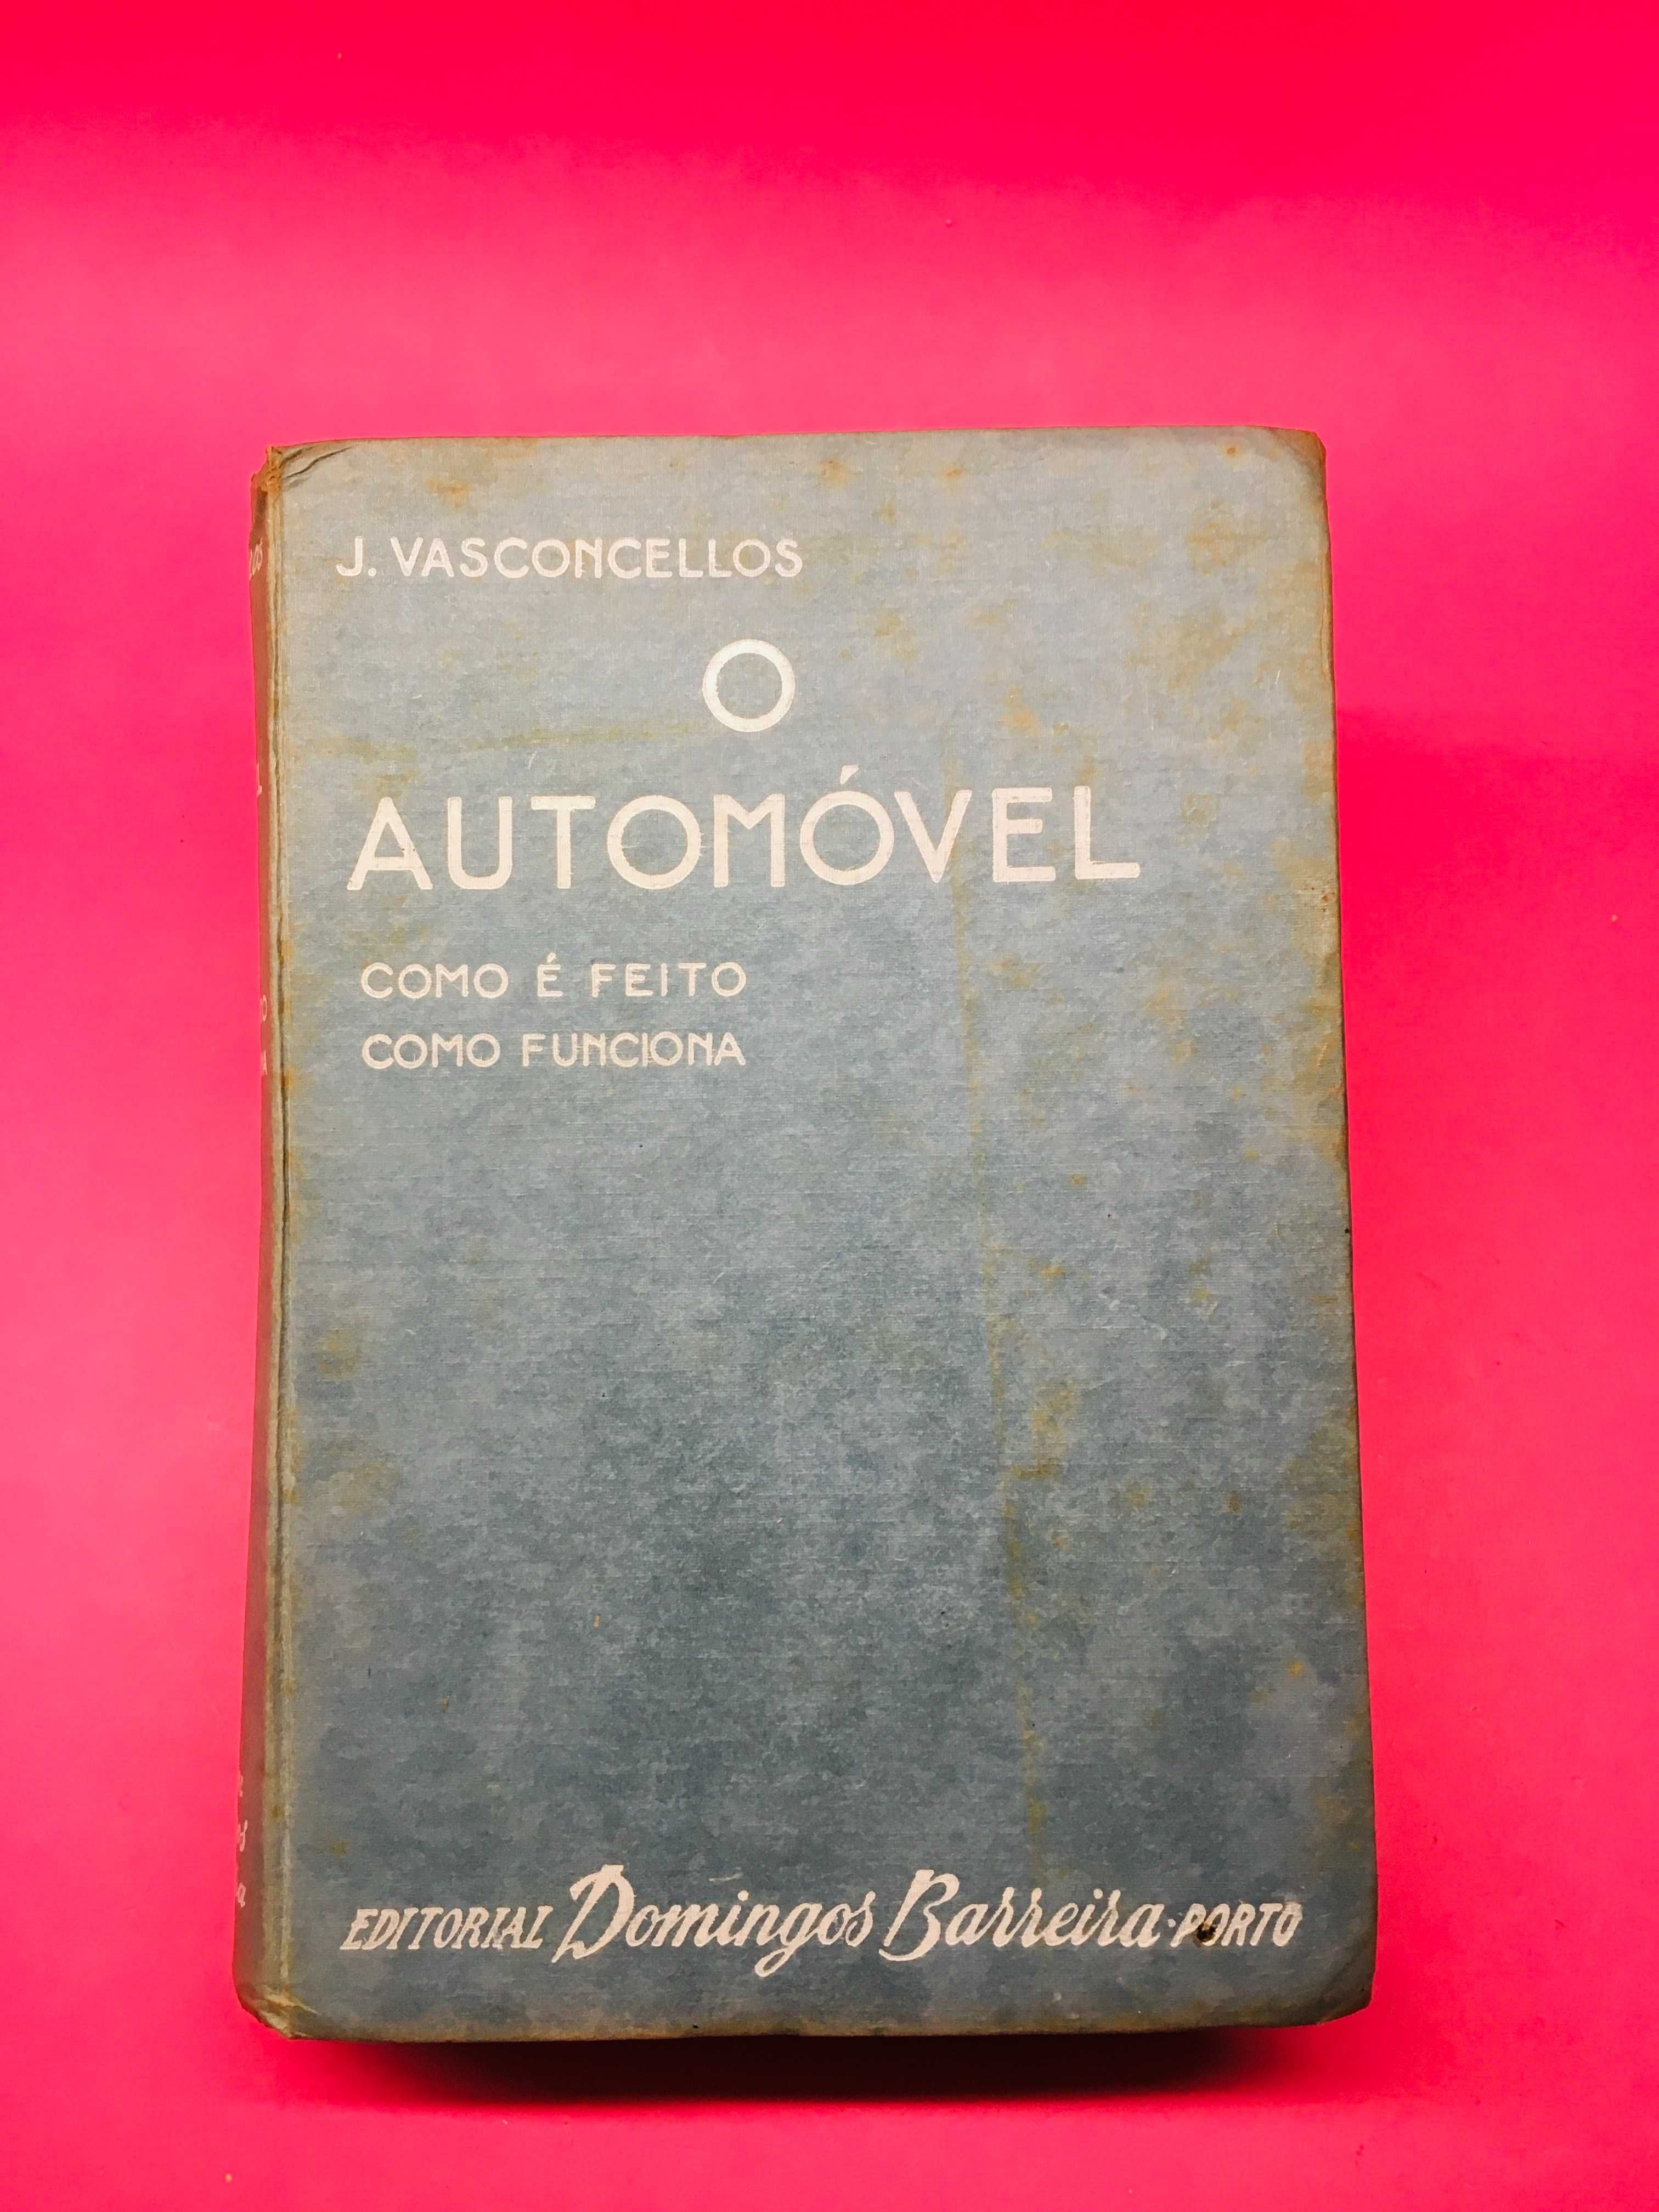 J. VASCONCELLOS
O
AUTOMÓVEL
COMO É FEITO
COMO FUNCIONA
EDITORIAL Domingos Barreira · PORTO